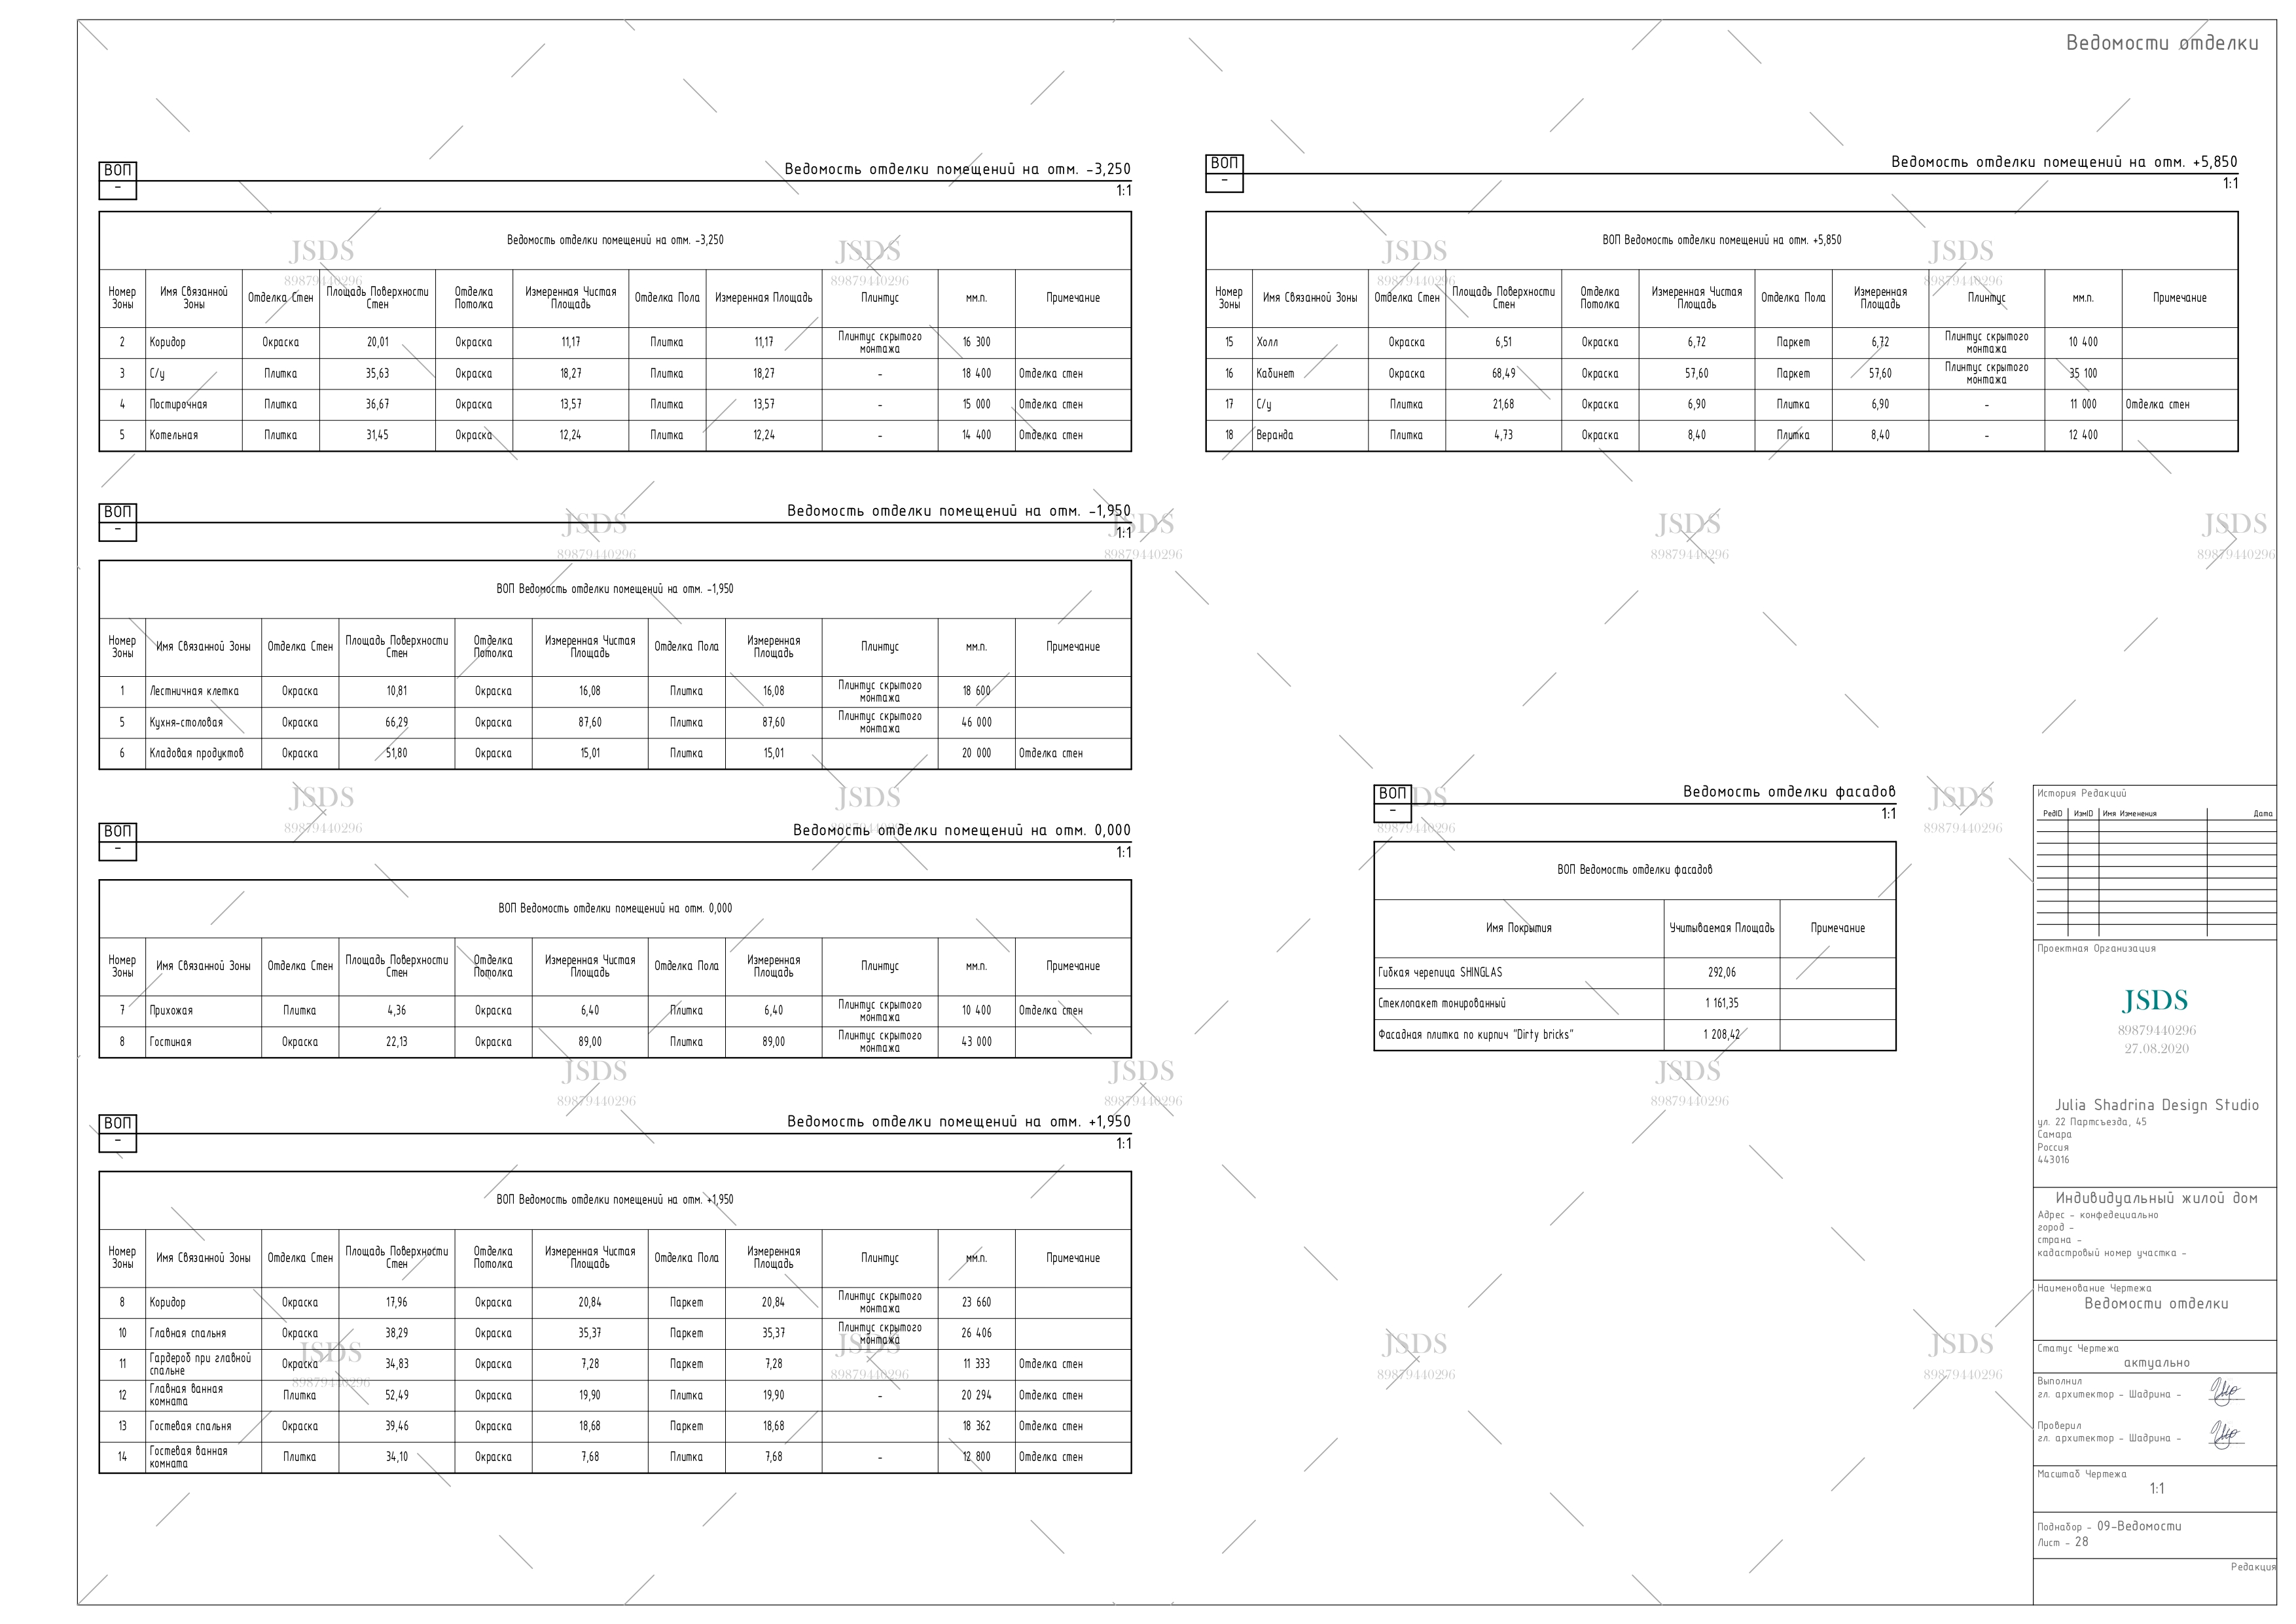 Ведомости отделки
ВОП
-
Ведомость отделки помещений на отм. -3,250
1:1
Ведомость отделки помещений на отм. -3,250
Номер Зоны | Имя Связанной Зоны | Отделка Стен | Площадь Поверхности Стен | Отделка Потолка | Измеренная Чистая Площадь | Отделка Пола | Измеренная Площадь | Плинтус | мм.п. | Примечание
2 Коридор Окраска 20,01 Окраска 11,17 Плитка 11,17 Плинтус скрытого монтажа 16 300
3 С/у Плитка 35,63 Окраска 18,27 Плитка 18,27 - 18 400 Отделка стен
4 Постирочная Плитка 36,67 Окраска 13,57 Плитка 13,57 - 15 000 Отделка стен
5 Котельная Плитка 31,45 Окраска 12,24 Плитка 12,24 - 14 400 Отделка стен
ВОП
-
Ведомость отделки помещений на отм. -1,950
1:1
ВОП Ведомость отделки помещений на отм. -1,950
Номер Зоны | Имя Связанной Зоны | Отделка Стен | Площадь Поверхности Стен | Отделка Потолка | Измеренная Чистая Площадь | Отделка Пола | Измеренная Площадь | Плинтус | мм.п. | Примечание
1 Лестничная клетка Окраска 10,81 Окраска 16,08 Плитка 16,08 Плинтус скрытого монтажа 18 600
5 Кухня-столовая Окраска 66,29 Окраска 87,60 Плитка 87,60 Плинтус скрытого монтажа 46 000
6 Кладовая продуктов Окраска 51,80 Окраска 15,01 Плитка 15,01 20 000 Отделка стен
ВОП
-
Ведомость отделки помещений на отм. 0,000
1:1
ВОП Ведомость отделки помещений на отм. 0,000
Номер Зоны | Имя Связанной Зоны | Отделка Стен | Площадь Поверхности Стен | Отделка Потолка | Измеренная Чистая Площадь | Отделка Пола | Измеренная Площадь | Плинтус | мм.п. | Примечание
7 Прихожая Плитка 4,36 Окраска 6,40 Плитка 6,40 Плинтус скрытого монтажа 10 400 Отделка стен
8 Гостиная Окраска 22,13 Окраска 89,00 Плитка 89,00 Плинтус скрытого монтажа 43 000
ВОП
-
Ведомость отделки помещений на отм. +1,950
1:1
ВОП Ведомость отделки помещений на отм. +1,950
Номер Зоны | Имя Связанной Зоны | Отделка Стен | Площадь Поверхности Стен | Отделка Потолка | Измеренная Чистая Площадь | Отделка Пола | Измеренная Площадь | Плинтус | мм.п. | Примечание
8 Коридор Окраска 17,96 Окраска 20,84 Паркет 20,84 Плинтус скрытого монтажа 23 660
10 Главная спальня Окраска 38,29 Окраска 35,37 Паркет 35,37 Плинтус скрытого монтажа 26 406
11 Гардероб при главной спальне Окраска 34,83 Окраска 7,28 Паркет 7,28 11 333 Отделка стен
12 Главная ванная комната Плитка 52,49 Окраска 19,90 Плитка 19,90 - 20 294 Отделка стен
13 Гостевая спальня Окраска 39,46 Окраска 18,68 Паркет 18,68 18 362 Отделка стен
14 Гостевая ванная комната Плитка 34,10 Окраска 7,68 Плитка 7,68 - 12 800 Отделка стен
ВОП
-
Ведомость отделки помещений на отм. +5,850
1:1
ВОП Ведомость отделки помещений на отм. +5,850
Номер Зоны | Имя Связанной Зоны | Отделка Стен | Площадь Поверхности Стен | Отделка Потолка | Измеренная Чистая Площадь | Отделка Пола | Измеренная Площадь | Плинтус | мм.п. | Примечание
15 Холл Окраска 6,51 Окраска 6,72 Паркет 6,72 Плинтус скрытого монтажа 10 400
16 Кабинет Окраска 68,49 Окраска 57,60 Паркет 57,60 Плинтус скрытого монтажа 35 100
17 С/у Плитка 21,68 Окраска 6,90 Плитка 6,90 - 11 000 Отделка стен
18 Веранда Плитка 4,73 Окраска 8,40 Плитка 8,40 - 12 400
ВОП
-
Ведомость отделки фасадов
1:1
ВОП Ведомость отделки фасадов
Имя Покрытия | Учитываемая Площадь | Примечание
Гибкая черепица SHINGLAS 292,06
Стеклопакет тонированный 1 161,35
Фасадная плитка по кирпич "Dirty bricks" 1 208,42
История Редакций
РедID ИзмID Имя Изменения Дата
Проектная Организация
JSDS
89879440296
27.08.2020
Julia Shadrina Design Studio
ул. 22 Партсъезда, 45
Самара
Россия
443016
Индивидуальный жилой дом
Адрес - конфедециально
город -
страна -
кадастровый номер участка -
Наименование Чертежа
Ведомости отделки
Статус Чертежа
актуально
Выполнил
гл. архитектор - Шадрина -
Проверил
гл. архитектор - Шадрина -
Масштаб Чертежа
1:1
Поднабор - 09-Ведомости
Лист - 28
Редакция